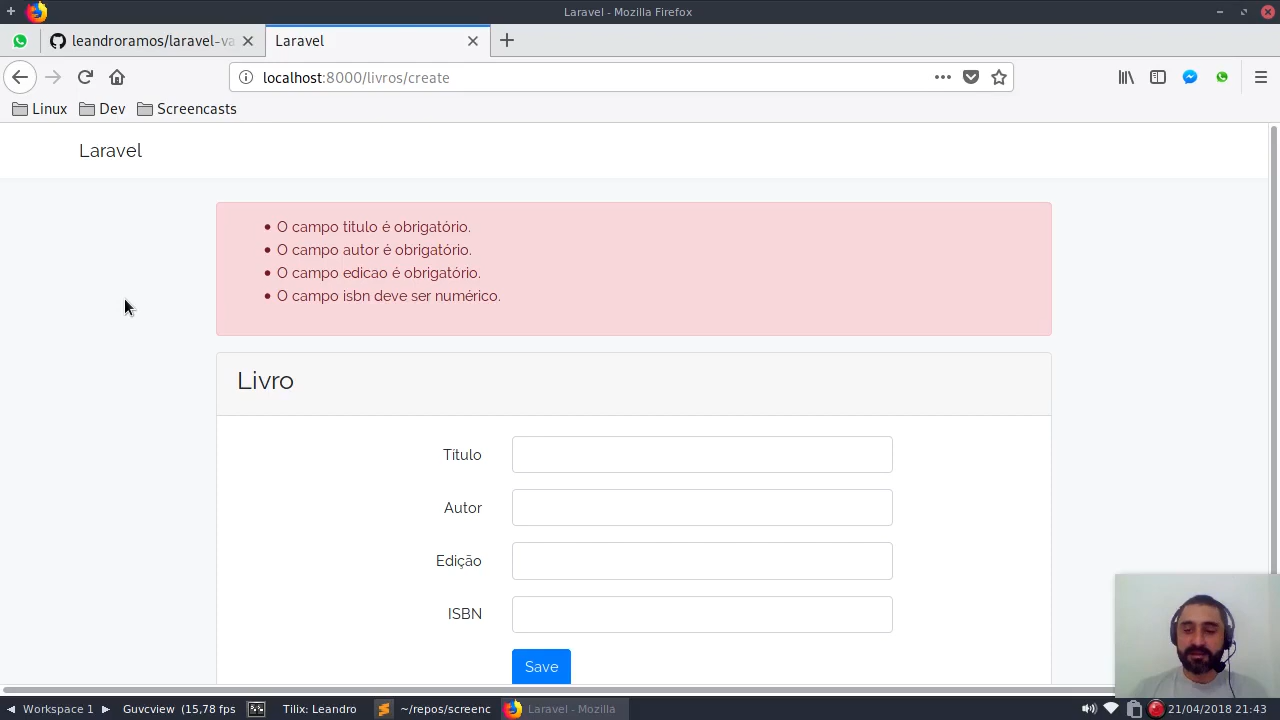 Laravel - Mozilla Firefox
leandroramos/laravel-va
Laravel
localhost:8000/livros/create
Linux
Dev
Screencasts
Laravel
O campo titulo é obrigatório.
O campo autor é obrigatório.
O campo edicao é obrigatório.
O campo isbn deve ser numérico.
Livro
Título
Autor
Edição
ISBN
Save
Workspace 1
Guvcview (15,78 fps
Tilix: Leandro
~/repos/screenc
Laravel - Mozilla
21/04/2018 21:43